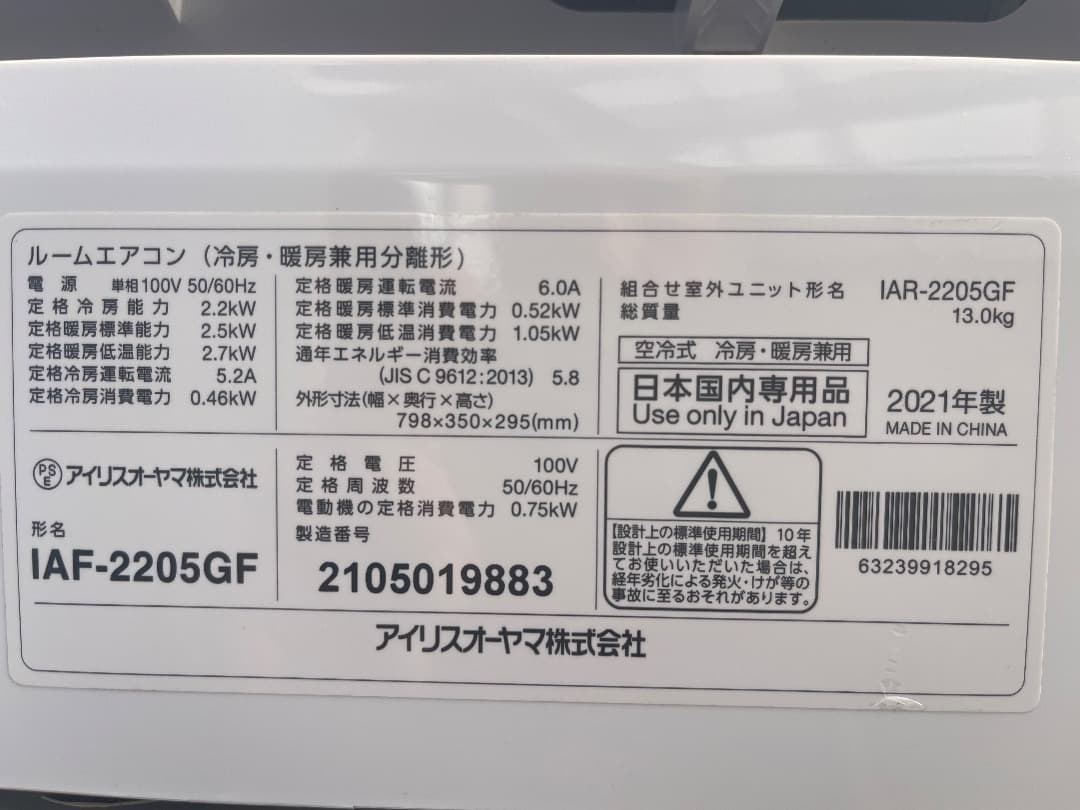 ルームエアコン（冷房・暖房兼用分離形）
電源 単相100V 50/60Hz
定格冷房能力 2.2kW
定格暖房標準能力 2.5kW
定格暖房低温能力 2.7kW
定格冷房運転電流 5.2A
定格冷房消費電力 0.46kW
定格暖房運転電流 6.0A
定格暖房標準消費電力 0.52kW
定格暖房低温消費電力 1.05kW
通年エネルギー消費効率
(JIS C 9612:2013) 5.8
外形寸法(幅×奥行×高さ)
798×350×295(mm)
組合せ室外ユニット形名 IAR-2205GF
総質量 13.0kg
空冷式 冷房・暖房兼用
日本国内専用品
Use only in Japan
2021年製
MADE IN CHINA
PSE アイリスオーヤマ株式会社
形名
IAF-2205GF
定格電圧 100V
定格周波数 50/60Hz
電動機の定格消費電力 0.75kW
製造番号
2105019883
【設計上の標準使用期間】10年
設計上の標準使用期間を超え
てお使いいただいた場合は、
経年劣化による発火・けが等の
事故に至るおそれがあります。
63239918295
アイリスオーヤマ株式会社